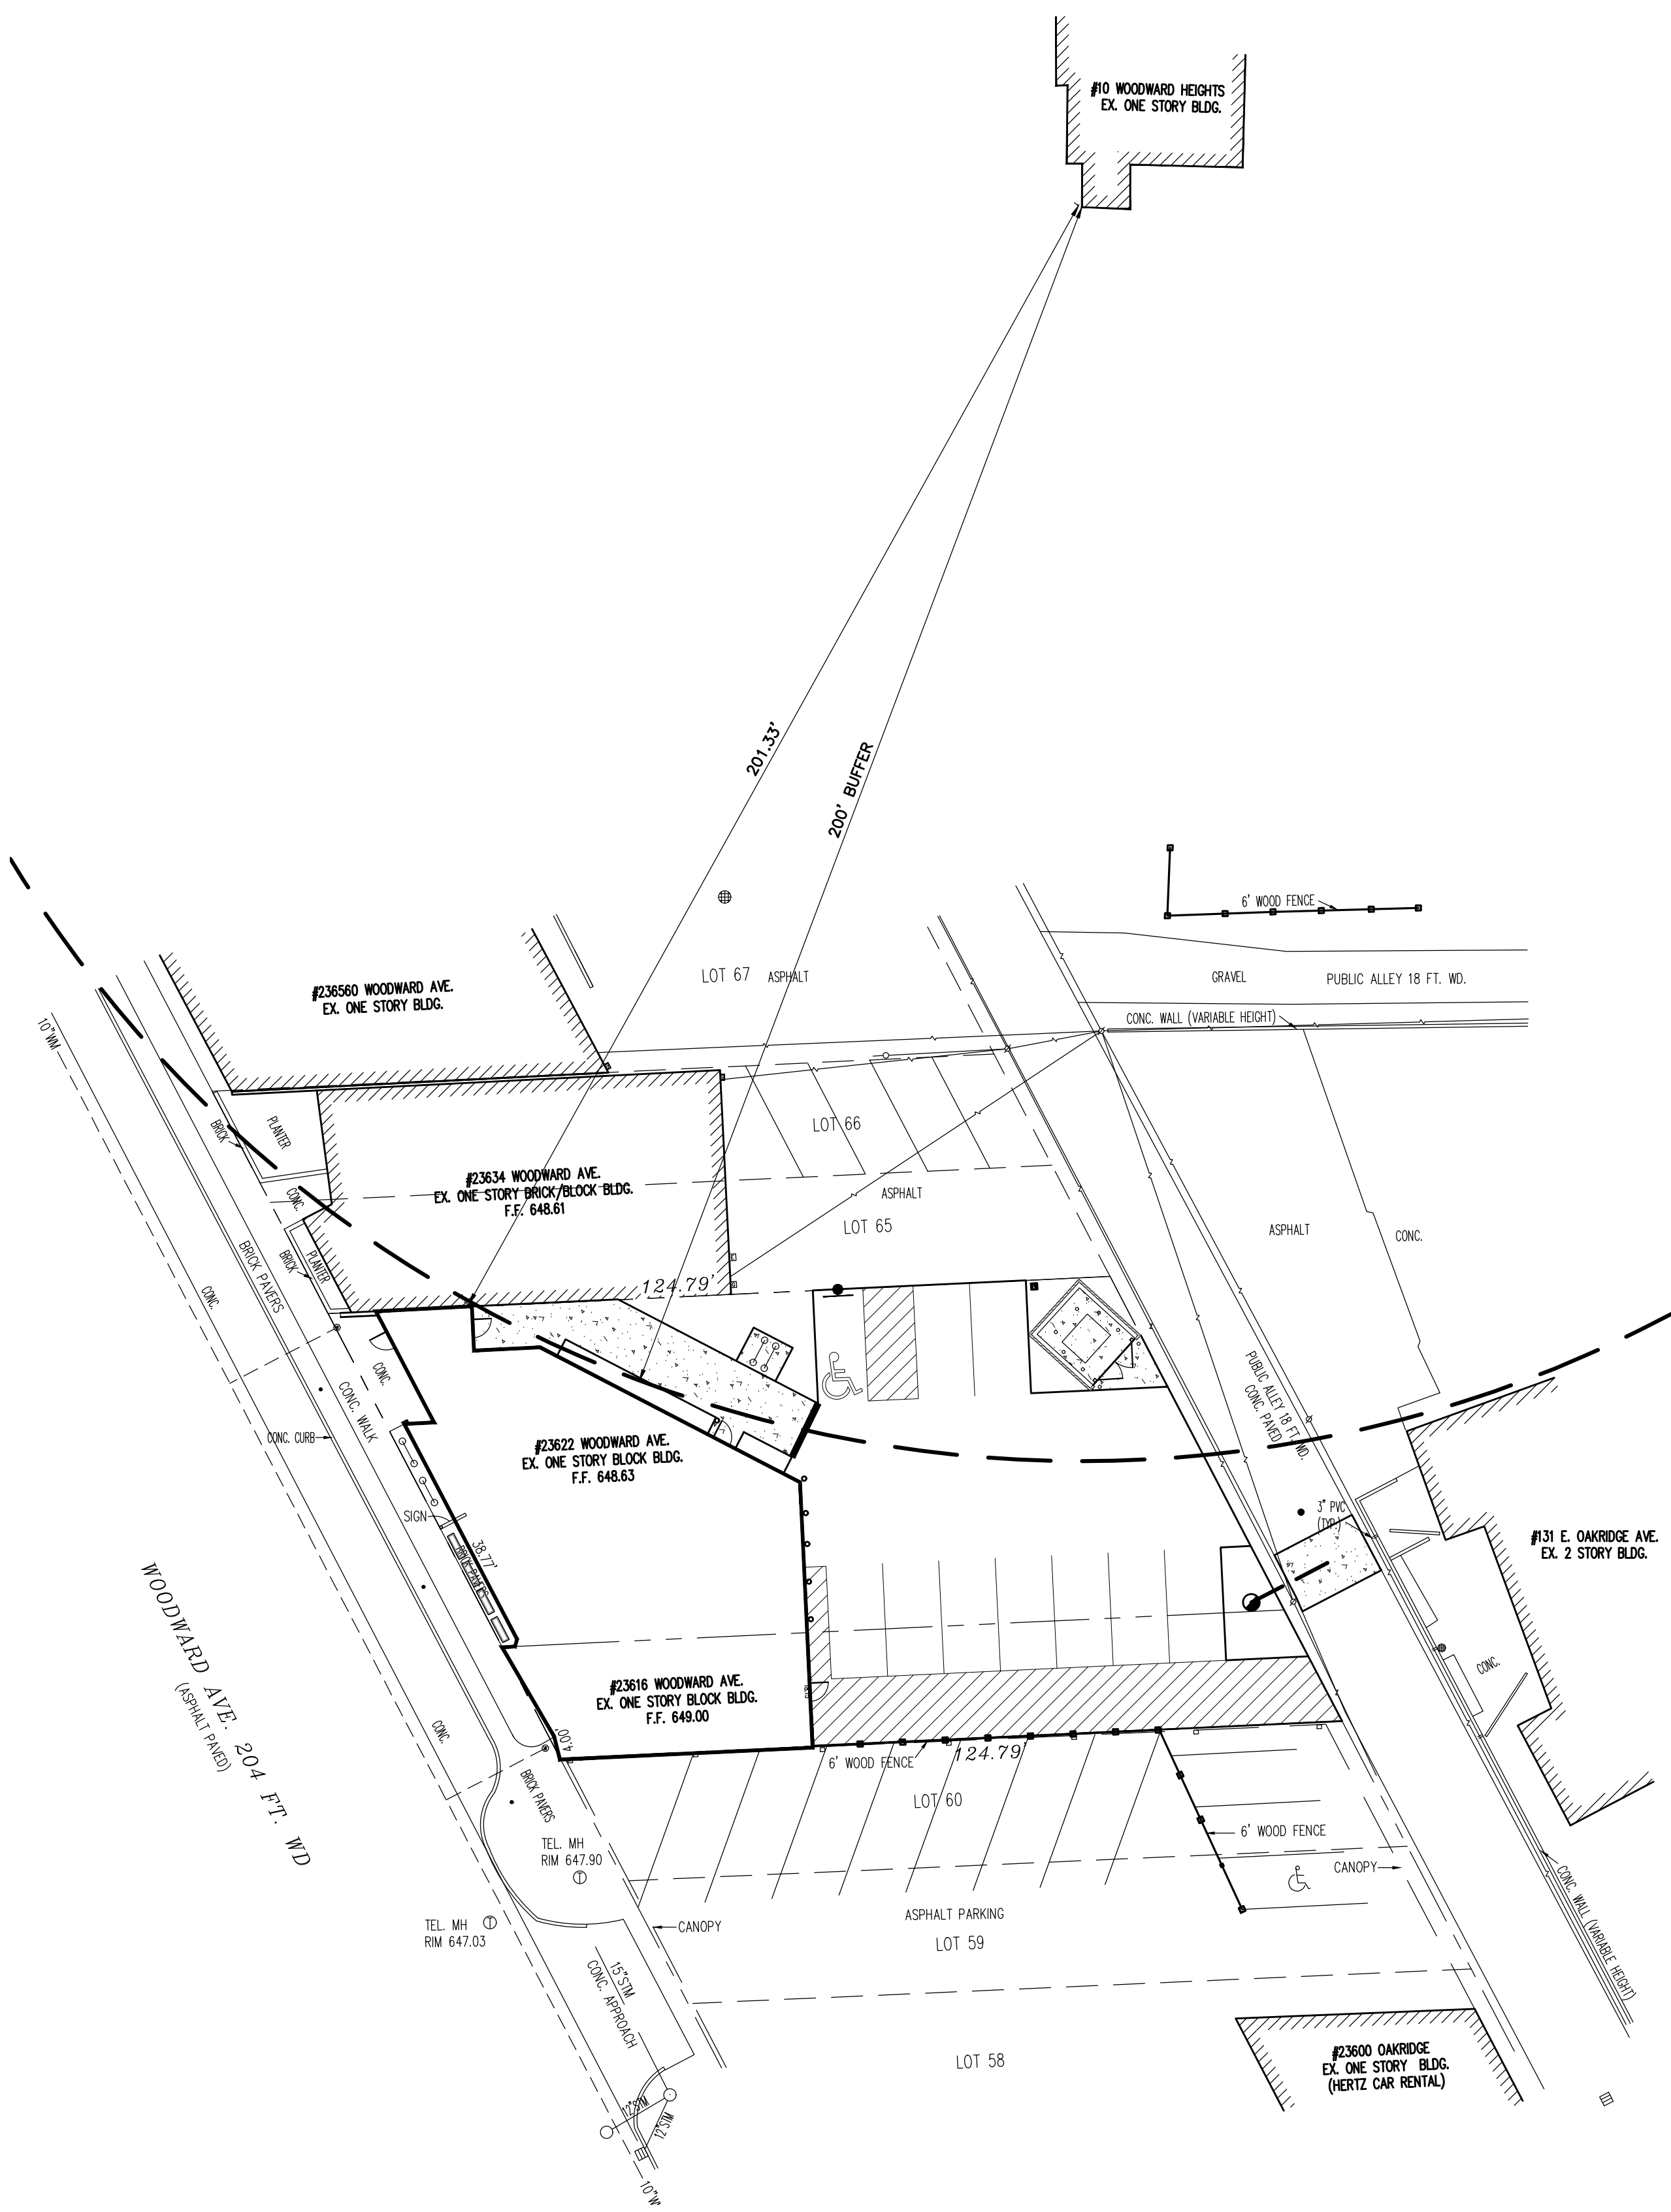 #10 WOODWARD HEIGHTS
EX. ONE STORY BLDG.
201.33'
200' BUFFER
6' WOOD FENCE
LOT 67
ASPHALT
GRAVEL
PUBLIC ALLEY 18 FT. WD.
CONC. WALL (VARIABLE HEIGHT)
#236560 WOODWARD AVE.
EX. ONE STORY BLDG.
10"WM
BRICK
PLANTER
LOT 66
#23634 WOODWARD AVE.
EX. ONE STORY BRICK/BLOCK BLDG.
F.F. 648.61
CONC.
ASPHALT
LOT 65
ASPHALT
CONC.
BRICK PAVERS
BRICK
PLANTER
CONC.
124.79'
CONC.
CONC. WALK
PUBLIC ALLEY 18 FT. WD.
CONC. PAVED
CONC. CURB
#23622 WOODWARD AVE.
EX. ONE STORY BLOCK BLDG.
F.F. 648.63
SIGN
38.77'
BRICK PAVERS
3" PVC
(TYP.)
#131 E. OAKRIDGE AVE.
EX. 2 STORY BLDG.
WOODWARD AVE. 204 FT. WD
(ASPHALT PAVED)
#23616 WOODWARD AVE.
EX. ONE STORY BLOCK BLDG.
F.F. 649.00
CONC.
CONC.
4.00'
6' WOOD FENCE
124.79'
BRICK PAVERS
LOT 60
6' WOOD FENCE
TEL. MH
RIM 647.90
CANOPY
CONC. WALL (VARIABLE HEIGHT)
ASPHALT PARKING
TEL. MH
RIM 647.03
CANOPY
LOT 59
15"STM
CONC. APPROACH
LOT 58
#23600 OAKRIDGE
EX. ONE STORY BLDG.
(HERTZ CAR RENTAL)
12"STM
12"STM